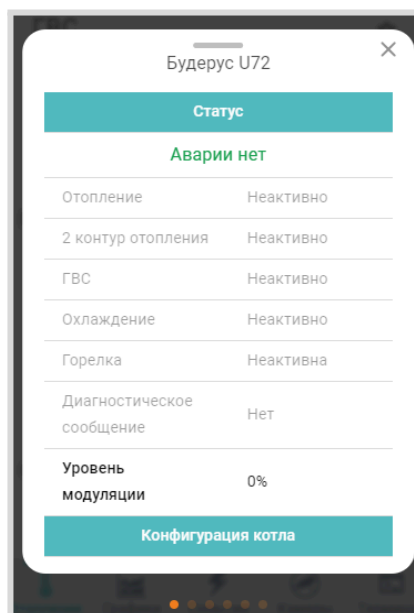 ГВС
Будерус U72
Статус
Аварии нет
Отопление Неактивно
2 контур отопления Неактивно
ГВС Неактивно
Охлаждение Неактивно
Горелка Неактивна
Диагностическое
сообщение Нет
Уровень
модуляции 0%
Конфигурация котла